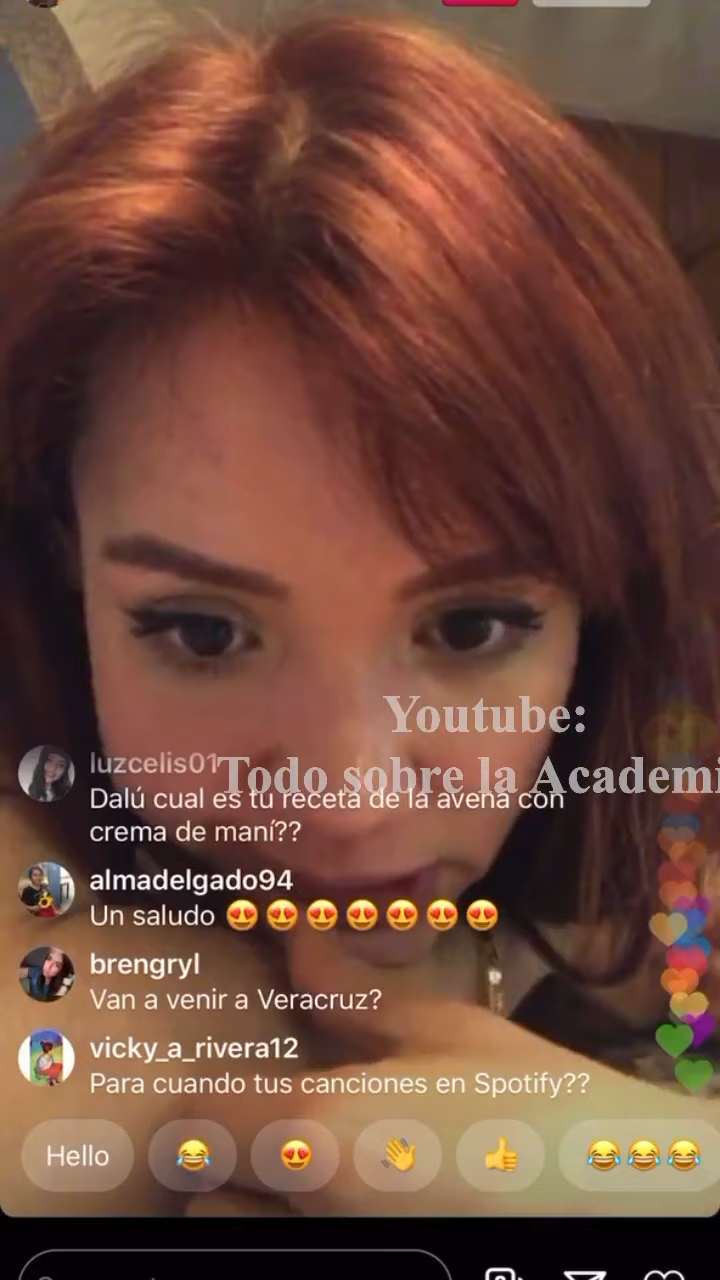 Youtube:
Todo sobre la Academi
luzcelis01
Dalú cual es tu receta de la avena con
crema de maní??
almadelgado94
Un saludo 😍😍😍😍😍😍😍
brengryl
Van a venir a Veracruz?
vicky_a_rivera12
Para cuando tus canciones en Spotify??
Hello 😂 😍 👋 👍 😂😂😂